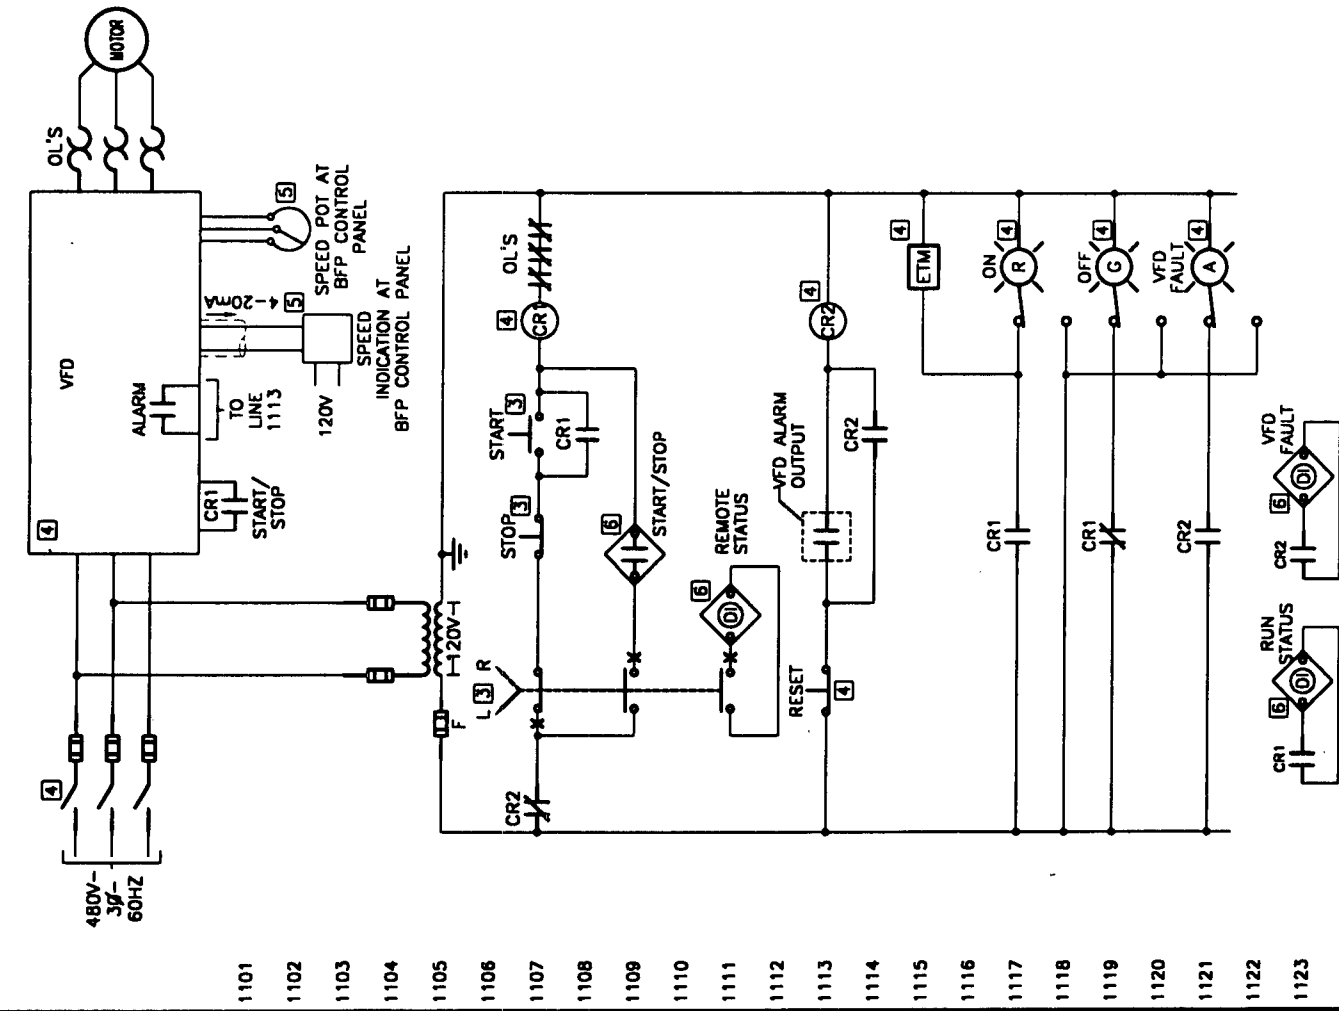 480V-
3Ø-
60HZ
4
VFD
4
OL'S
MOTOR
CR1
START/
STOP
ALARM
TO
LINE
1113
120V
4-20mA
5
SPEED
INDICATION AT
BFP CONTROL PANEL
5
SPEED POT AT
BFP CONTROL
PANEL
1101
1102
1103
1104
1105
F
120V
1106
L
3
R
1107
CR2
STOP
3
START
3
4
CR1
OL'S
1108
CR1
1109
6
START/STOP
1110
1111
6
DI
REMOTE
STATUS
1112
1113
RESET
4
VFD ALARM
OUTPUT
4
CR2
1114
CR2
1115
ETM
4
1116
1117
CR1
ON
R
4
1118
1119
CR1
OFF
G
4
1120
1121
CR2
VFD
FAULT
A
4
1122
1123
CR1
6
DI
RUN
STATUS
CR2
6
DI
VFD
FAULT